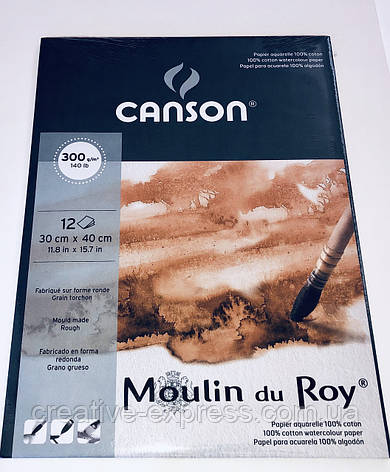 Papier aquarelle 100% coton
100% cotton watercolour paper
Papel para acuarela 100% algodón
CANSON®
300 g/m²
140 lb
12
30 cm x 40 cm
11.8 in x 15.7 in
Fabriqué sur forme ronde
Grain torchon
Mould made
Rough
Fabricado en forma
redonda
Grano grueso
Moulin du Roy®
Papier aquarelle 100% coton
100% cotton watercolour paper
Papel para acuarela 100% algodón
creative-express.com.ua